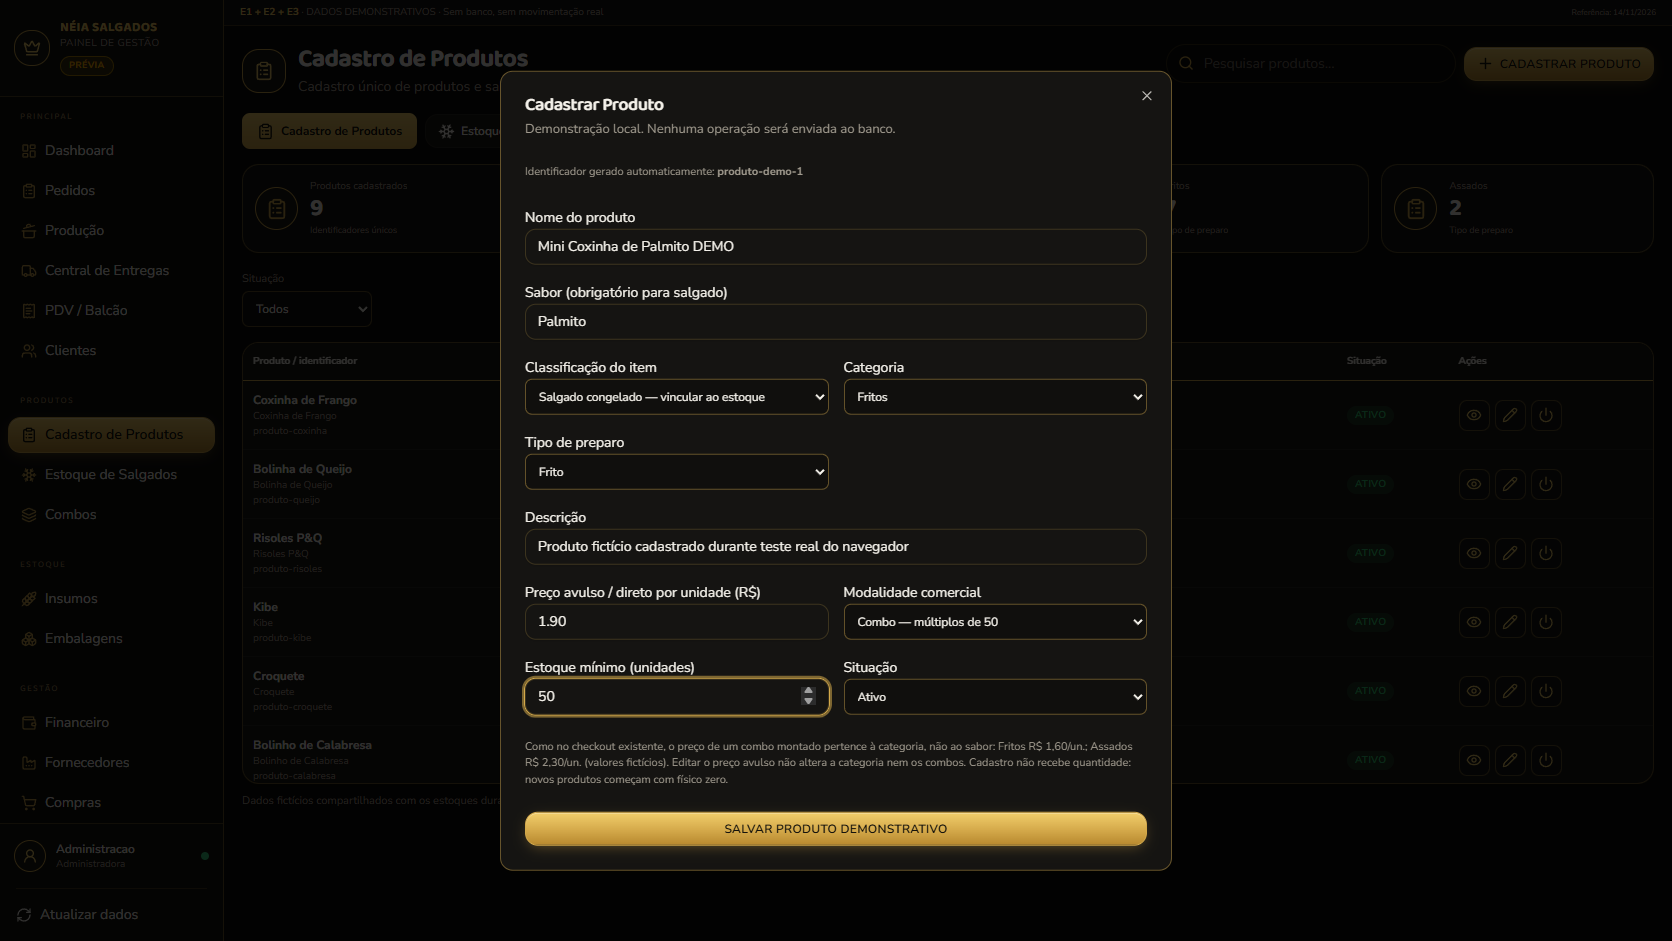 NÉIA SALGADOS
PAINEL DE GESTÃO
PRÉVIA
PRINCIPAL
Dashboard
Pedidos
Produção
Central de Entregas
PDV / Balcão
Clientes
PRODUTOS
Cadastro de Produtos
Estoque de Salgados
Combos
ESTOQUE
Insumos
Embalagens
GESTÃO
Financeiro
Fornecedores
Compras
Administracao
Administradora
Atualizar dados
E1 + E2 + E3 · DADOS DEMONSTRATIVOS · Sem banco, sem movimentação real
Referência: 14/11/2026
Cadastro de Produtos
Cadastro único de produtos e sa
Pesquisar produtos...
CADASTRAR PRODUTO
Cadastro de Produtos
Produtos cadastrados
9
Identificadores únicos
Assados
2
Tipo de preparo
Situação
Todos
Produto / identificador
Situação
Ações
Coxinha de Frango
Coxinha de Frango
produto-coxinha
ATIVO
Bolinha de Queijo
Bolinha de Queijo
produto-queijo
ATIVO
Risoles P&Q
Risoles P&Q
produto-risoles
ATIVO
Kibe
Kibe
produto-kibe
ATIVO
Croquete
Croquete
produto-croquete
ATIVO
Bolinho de Calabresa
Bolinho de Calabresa
produto-calabresa
ATIVO
Dados fictícios compartilhados com os estoques dura
Cadastrar Produto
Demonstração local. Nenhuma operação será enviada ao banco.
Identificador gerado automaticamente: produto-demo-1
Nome do produto
Mini Coxinha de Palmito DEMO
Sabor (obrigatório para salgado)
Palmito
Classificação do item
Salgado congelado — vincular ao estoque
Categoria
Fritos
Tipo de preparo
Frito
Descrição
Produto fictício cadastrado durante teste real do navegador
Preço avulso / direto por unidade (R$)
1.90
Modalidade comercial
Combo — múltiplos de 50
Estoque mínimo (unidades)
50
Situação
Ativo
Como no checkout existente, o preço de um combo montado pertence à categoria, não ao sabor: Fritos R$ 1,60/un.; Assados
R$ 2,30/un. (valores fictícios). Editar o preço avulso não altera a categoria nem os combos. Cadastro não recebe quantidade:
novos produtos começam com físico zero.
SALVAR PRODUTO DEMONSTRATIVO